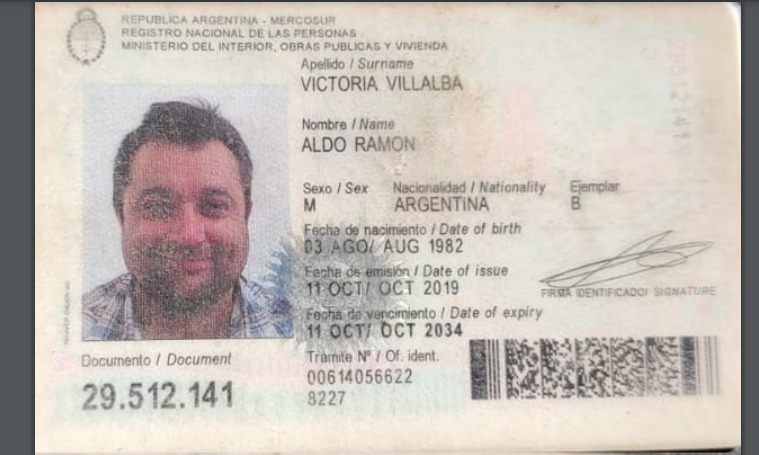 REPUBLICA ARGENTINA - MERCOSUR
REGISTRO NACIONAL DE LAS PERSONAS
MINISTERIO DEL INTERIOR, OBRAS PUBLICAS Y VIVIENDA
Apellido / Surname
VICTORIA VILLALBA
Nombre / Name
ALDO RAMON
Sexo / Sex Nacionalidad / Nationality Ejemplar
M ARGENTINA B
Fecha de nacimiento / Date of birth
03 AGO/ AUG 1982
Fecha de emisión / Date of issue
11 OCT/ OCT 2019
FIRMA IDENTIFICADO/ SIGNATURE
Fecha de vencimiento / Date of expiry
11 OCT/ OCT 2034
Documento / Document
29.512.141
Trámite Nº / Of. ident.
00614056622
8227